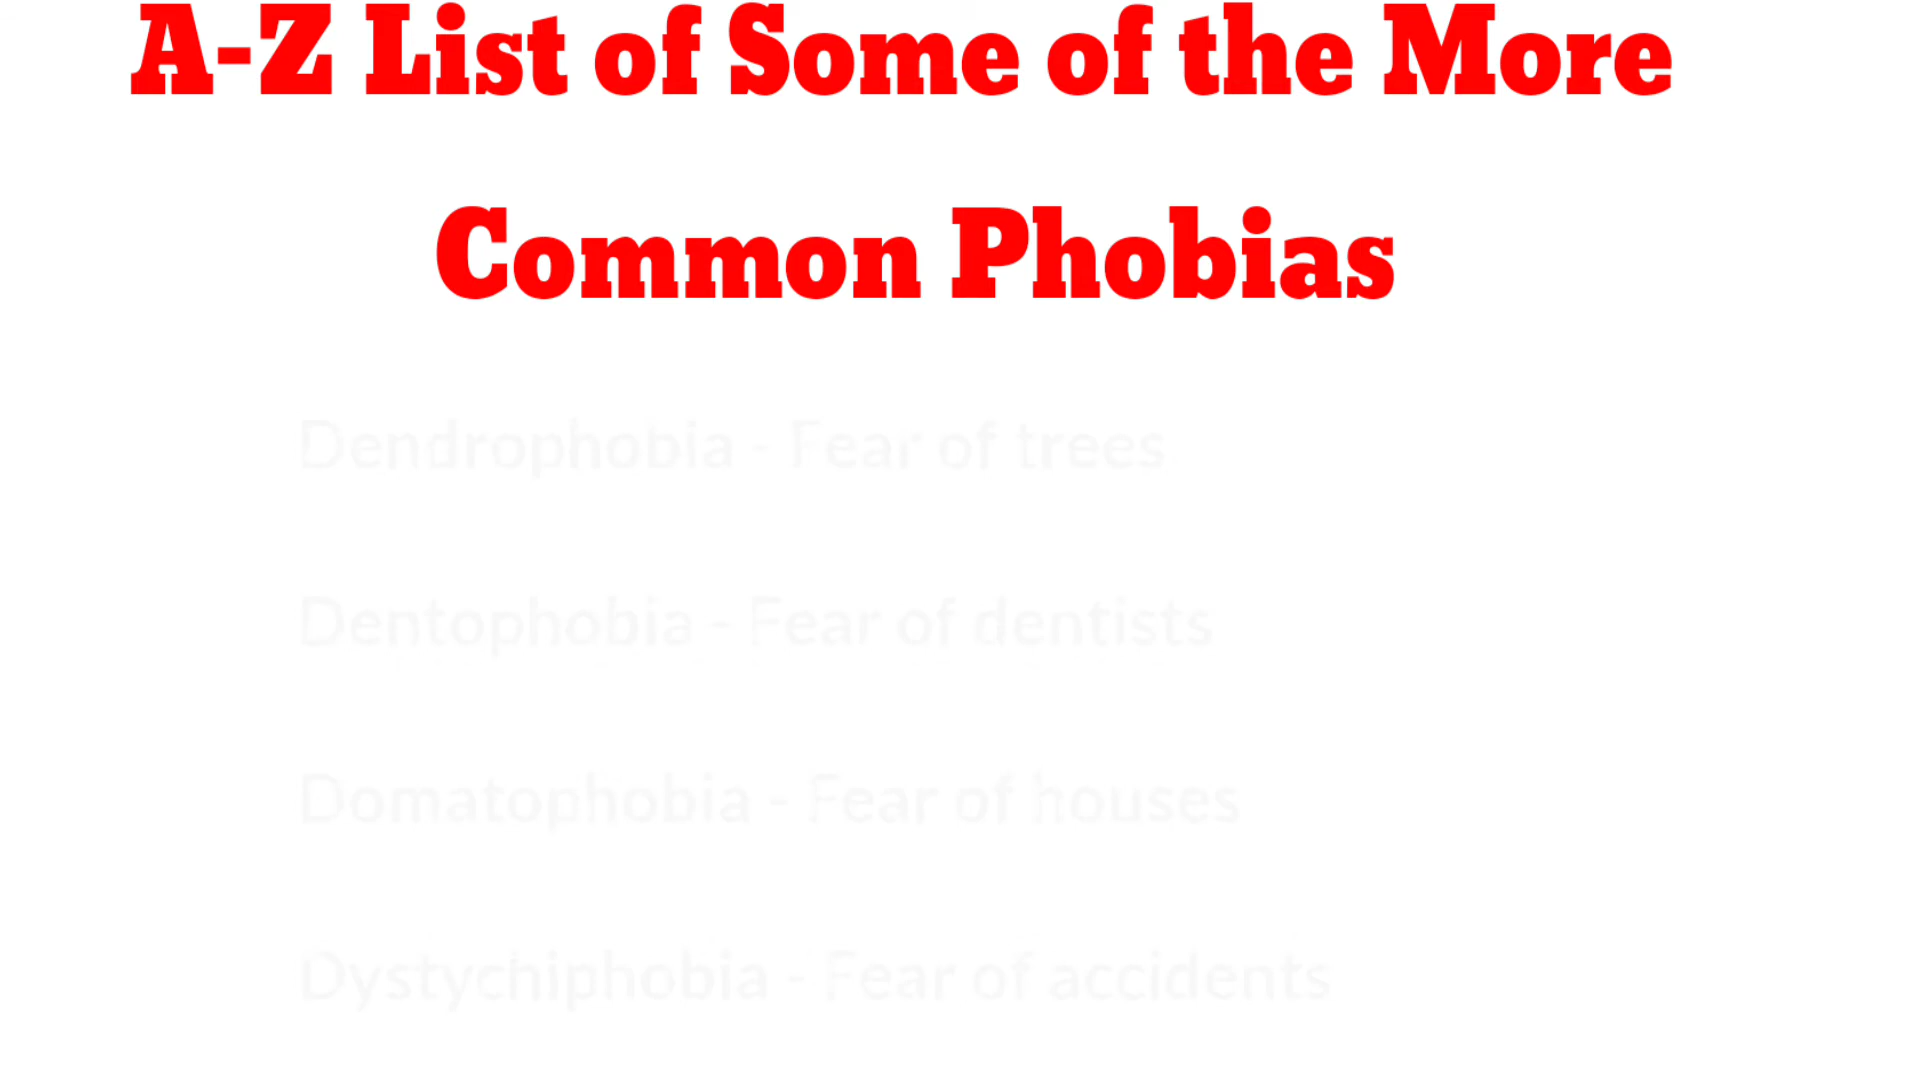 A-Z List of Some of the More
Common Phobias
Dendrophobia - Fear of trees
Dentophobia - Fear of dentists
Domatophobia - Fear of houses
Dystychiphobia - Fear of accidents